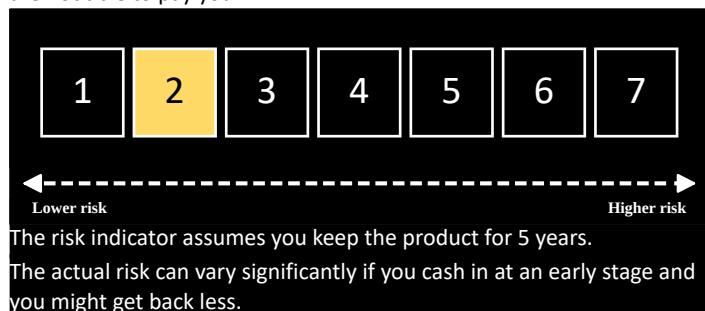 1 2 3 4 5 6 7
Lower risk Higher risk
The risk indicator assumes you keep the product for 5 years.
The actual risk can vary significantly if you cash in at an early stage and
you might get back less.